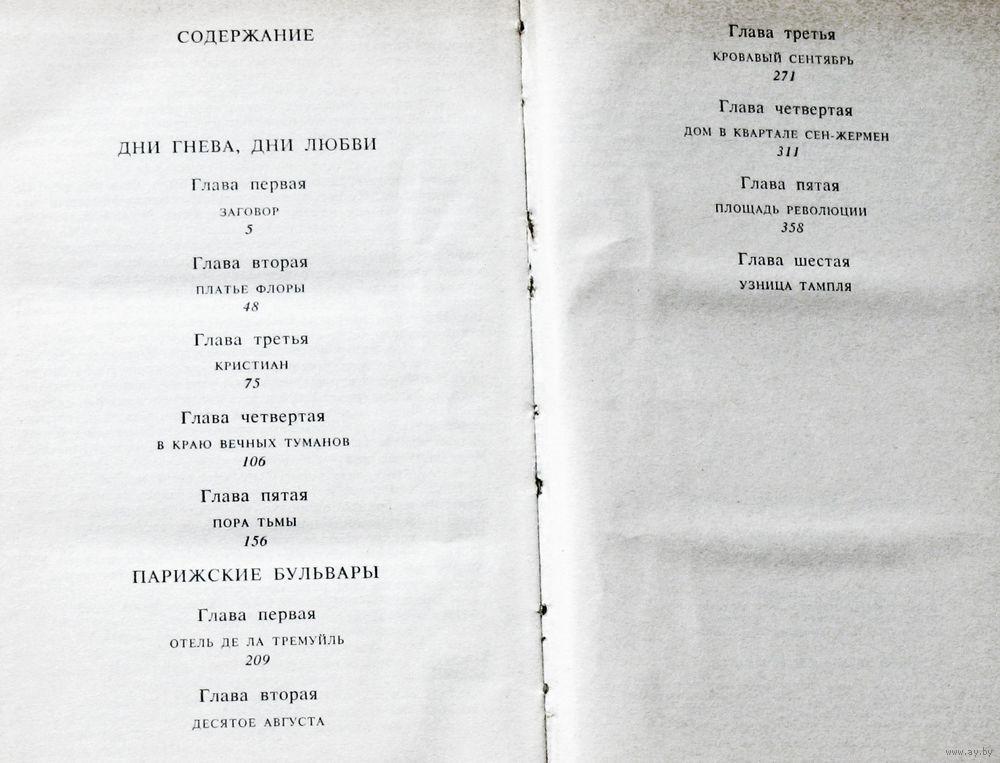 СОДЕРЖАНИЕ
ДНИ ГНЕВА, ДНИ ЛЮБВИ
Глава первая
ЗАГОВОР
5
Глава вторая
ПЛАТЬЕ ФЛОРЫ
48
Глава третья
КРИСТИАН
75
Глава четвертая
В КРАЮ ВЕЧНЫХ ТУМАНОВ
106
Глава пятая
ПОРА ТЬМЫ
156
ПАРИЖСКИЕ БУЛЬВАРЫ
Глава первая
ОТЕЛЬ ДЕ ЛА ТРЕМУЙЛЬ
209
Глава вторая
ДЕСЯТОЕ АВГУСТА
Глава третья
КРОВАВЫЙ СЕНТЯБРЬ
271
Глава четвертая
ДОМ В КВАРТАЛЕ СЕН-ЖЕРМЕН
311
Глава пятая
ПЛОЩАДЬ РЕВОЛЮЦИИ
358
Глава шестая
УЗНИЦА ТАМПЛЯ
www.ay.by